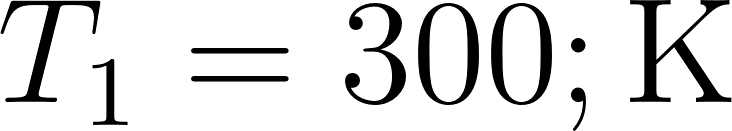 T₁ = 300; K